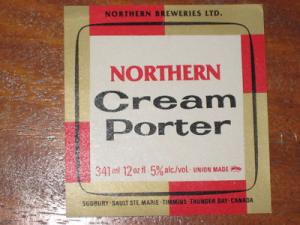 NORTHERN BREWERIES LTD.
NORTHERN
Cream
Porter
341 ml 12 oz fl 5% alc./vol. UNION MADE
SUDBURY · SAULT STE. MARIE · TIMMINS · THUNDER BAY · CANADA